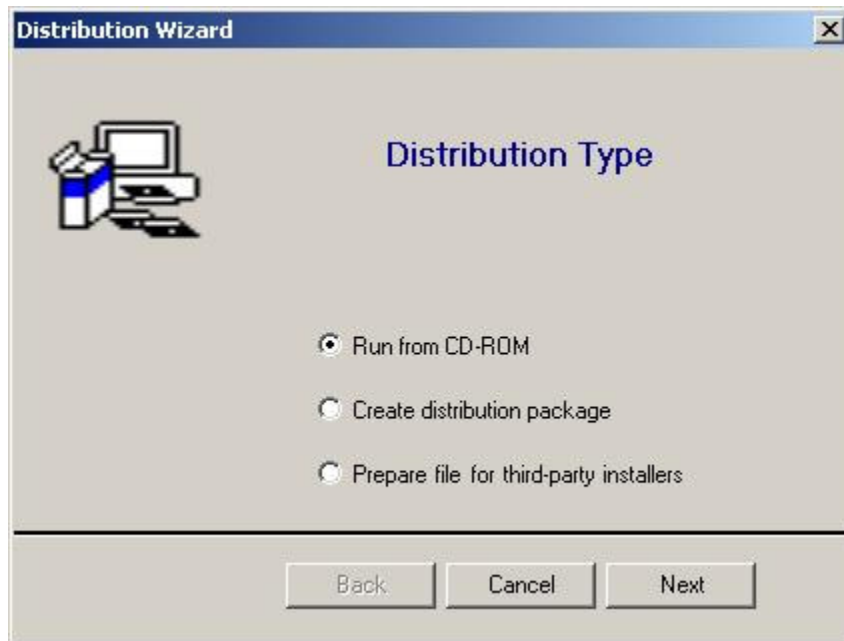 Distribution Wizard
Distribution Type
Run from CD-ROM
Create distribution package
Prepare file for third-party installers
Back Cancel Next